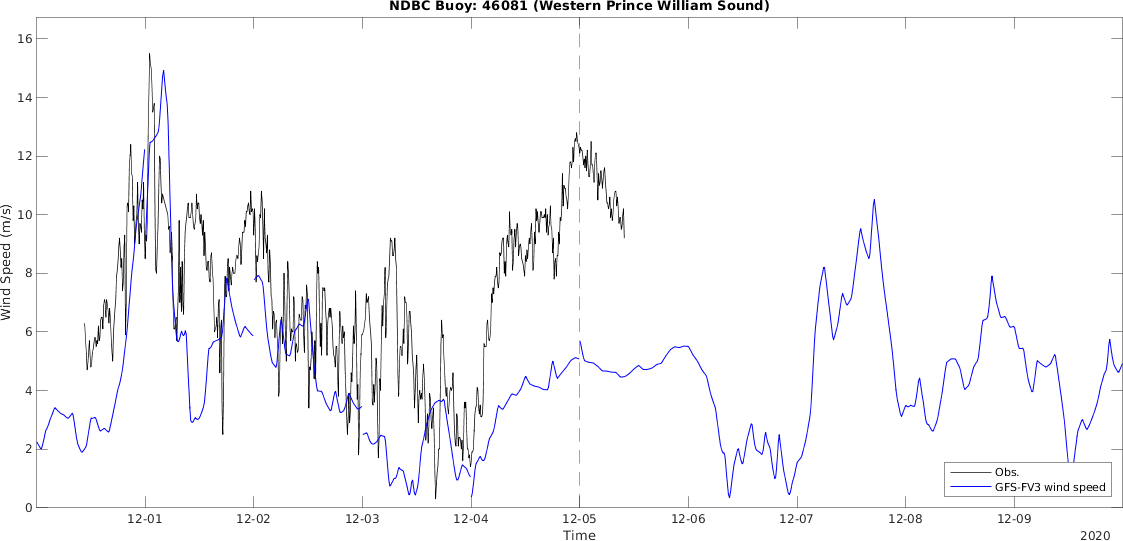 NDBC Buoy: 46081 (Western Prince William Sound)
16
14
12
10
8
6
4
2
0
Wind Speed (m/s)
Obs.
GFS-FV3 wind speed
12-01 12-02 12-03 12-04 12-05 12-06 12-07 12-08 12-09
Time
2020